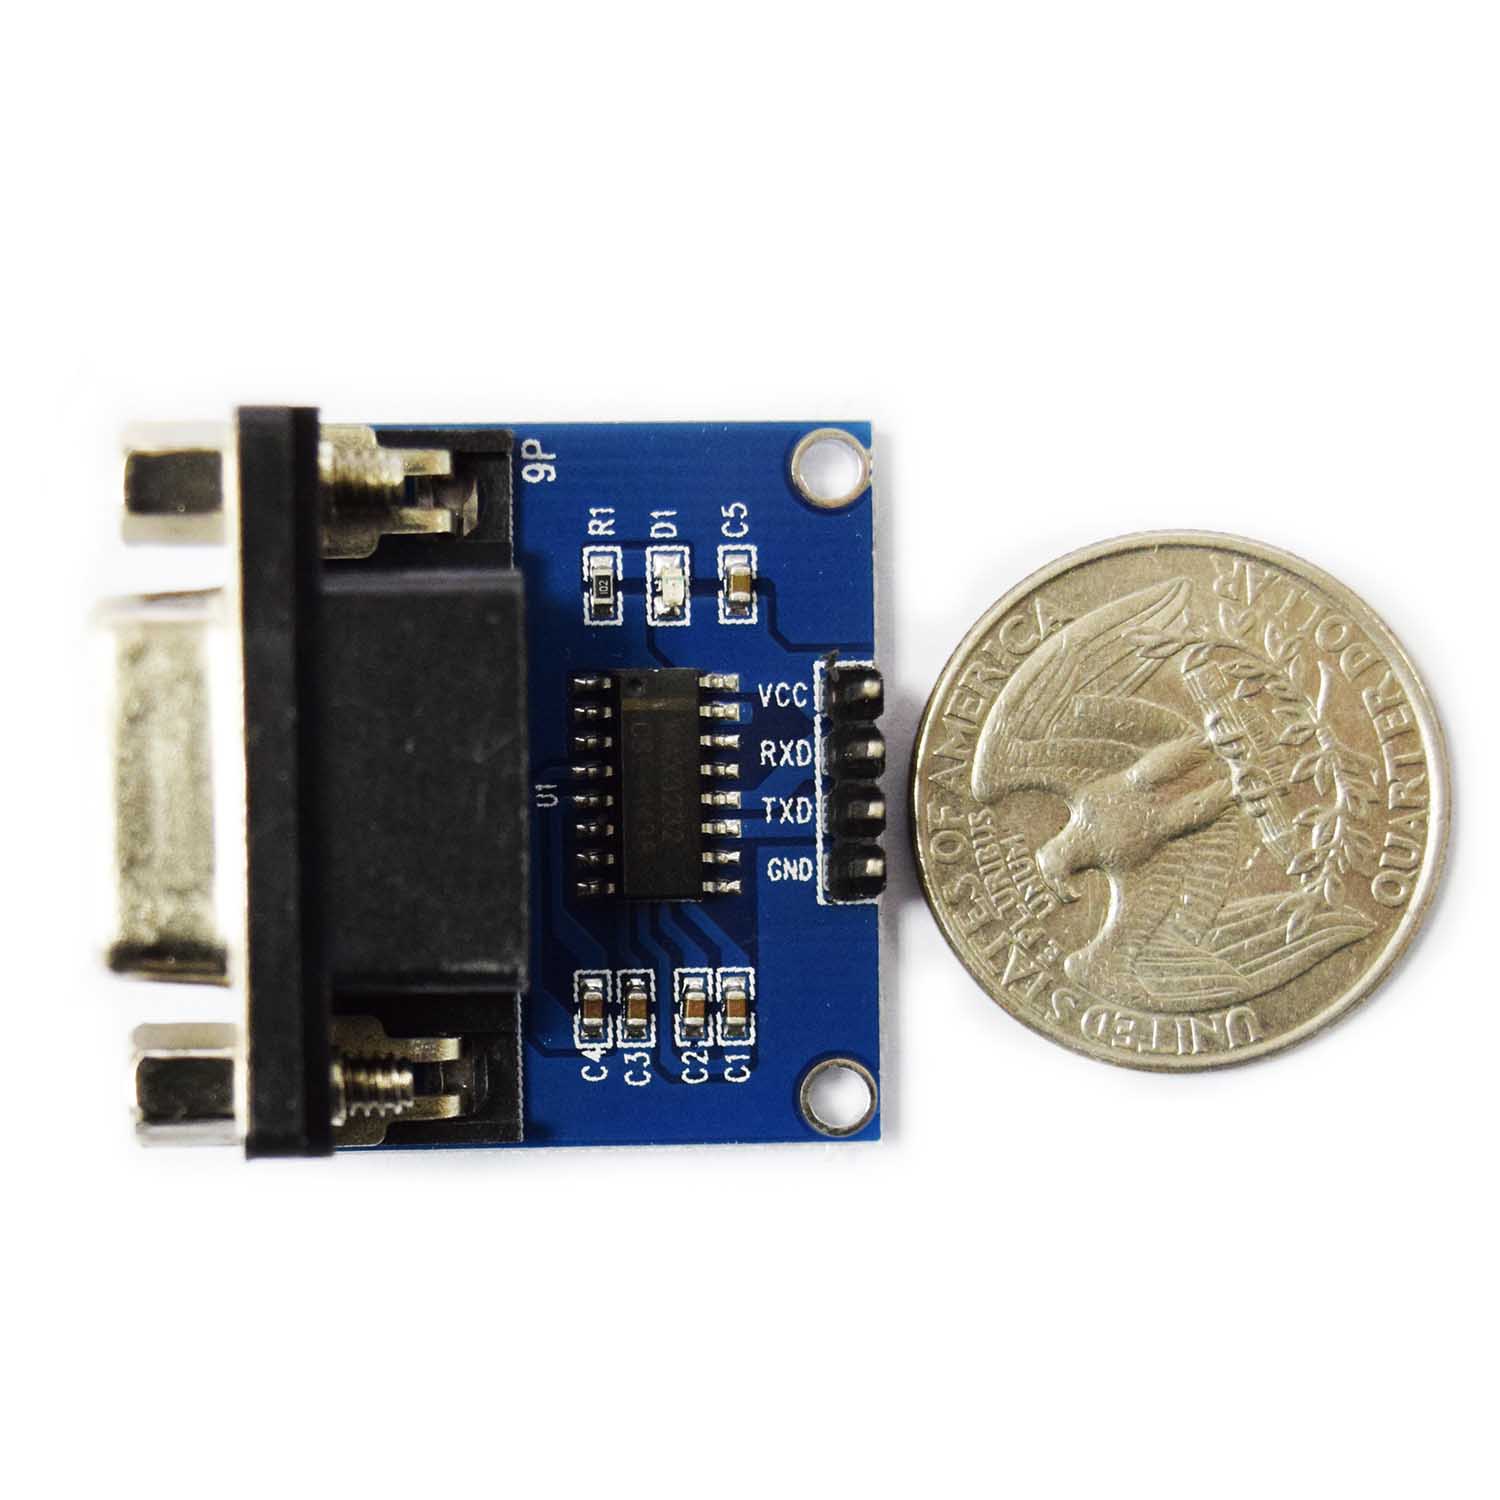 9P
R1
D1
C5
102
VCC
RXD
TXD
GND
U1
C4
C3
C2
C1
UNITED STATES OF AMERICA
E PLURIBUS
UNUM
QUARTER DOLLAR